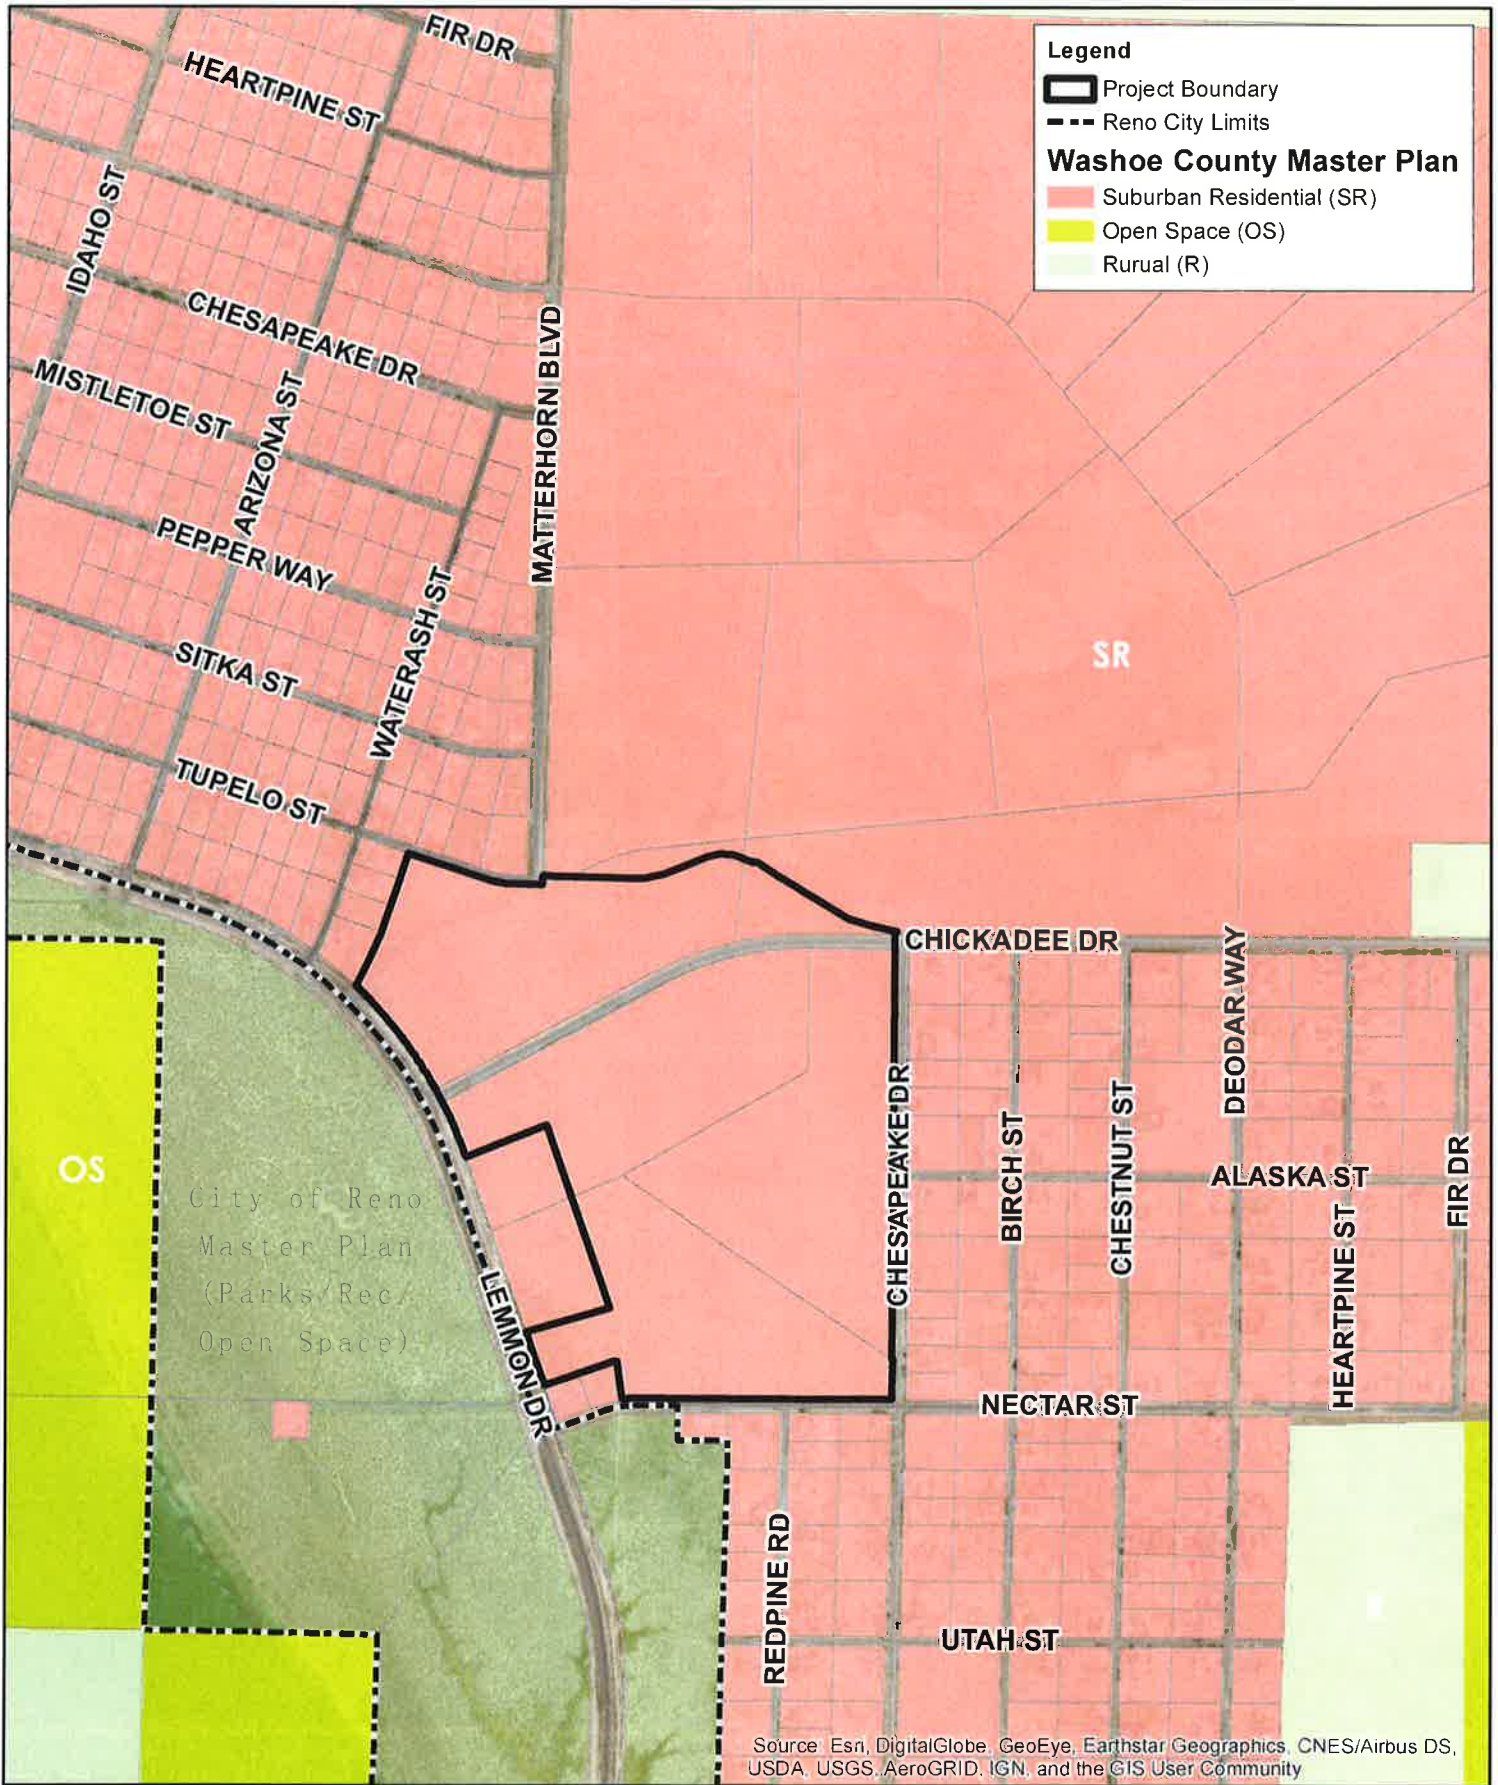 FIR DR
HEARTPINE ST
IDAHO ST
CHESAPEAKE DR
MISTLETOE ST
ARIZONA ST
MATTERHORN BLVD
PEPPER WAY
WATERASH ST
SITKA ST
TUPELO ST
Legend
Project Boundary
Reno City Limits
Washoe County Master Plan
Suburban Residential (SR)
Open Space (OS)
Rurual (R)
SR
CHICKADEE DR
DEODAR WAY
CHESAPEAKE DR
BIRCH ST
CHESTNUT ST
ALASKA ST
FIR DR
HEARTPINE ST
OS
City of Reno
Master Plan
(Parks/Rec/
Open Space)
LEMMON DR
NECTAR ST
REDPINE RD
UTAH ST
Source: Esri, DigitalGlobe, GeoEye, Earthstar Geographics, CNES/Airbus DS,
USDA, USGS, AeroGRID, IGN, and the GIS User Community